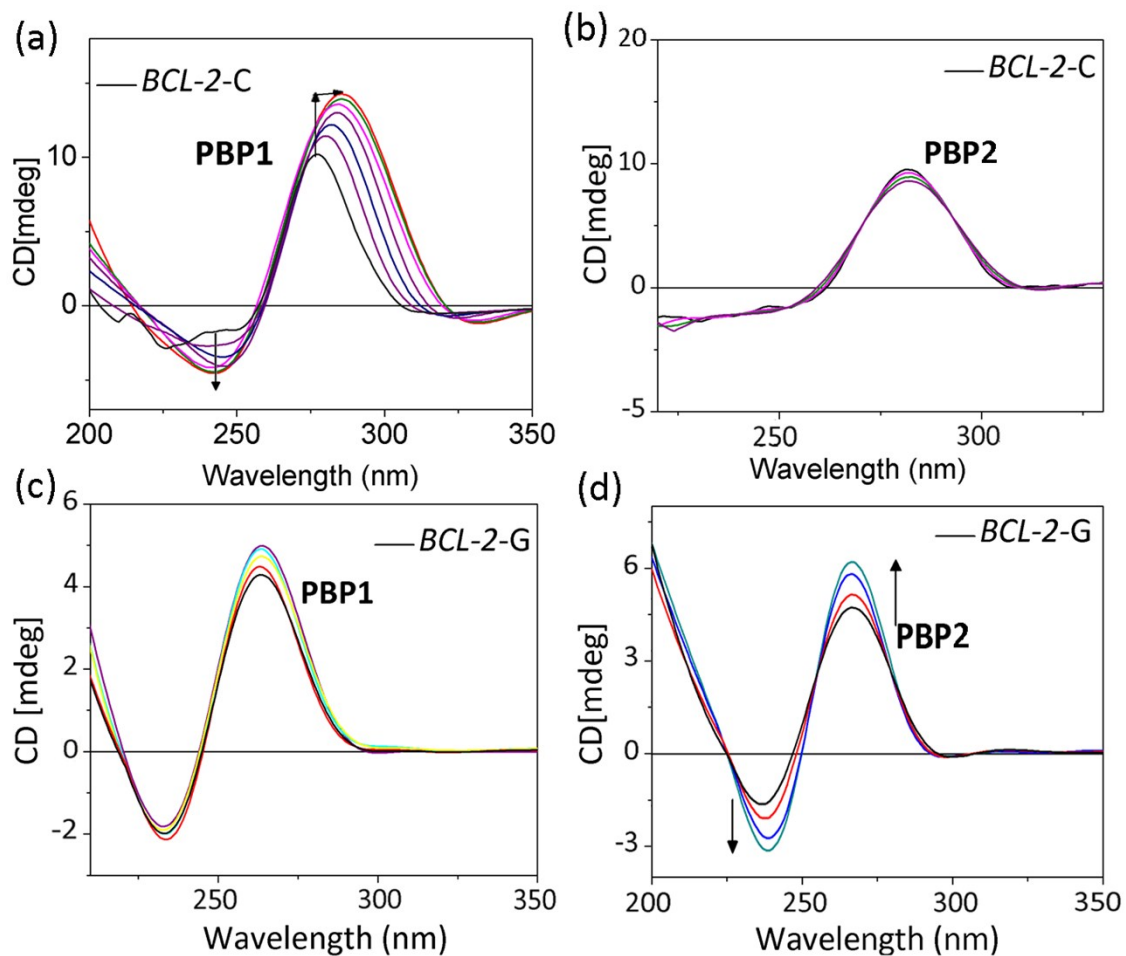 (a)
BCL-2-C
PBP1
CD[mdeg]
10
0
200
250
300
350
Wavelength (nm)
(b)
BCL-2-C
PBP2
CD[mdeg]
20
10
0
-5
250
300
Wavelength (nm)
(c)
BCL-2-G
PBP1
CD [mdeg]
6
4
2
0
-2
250
300
350
Wavelength (nm)
(d)
BCL-2-G
PBP2
CD[mdeg]
6
3
0
-3
200
250
300
350
Wavelength (nm)